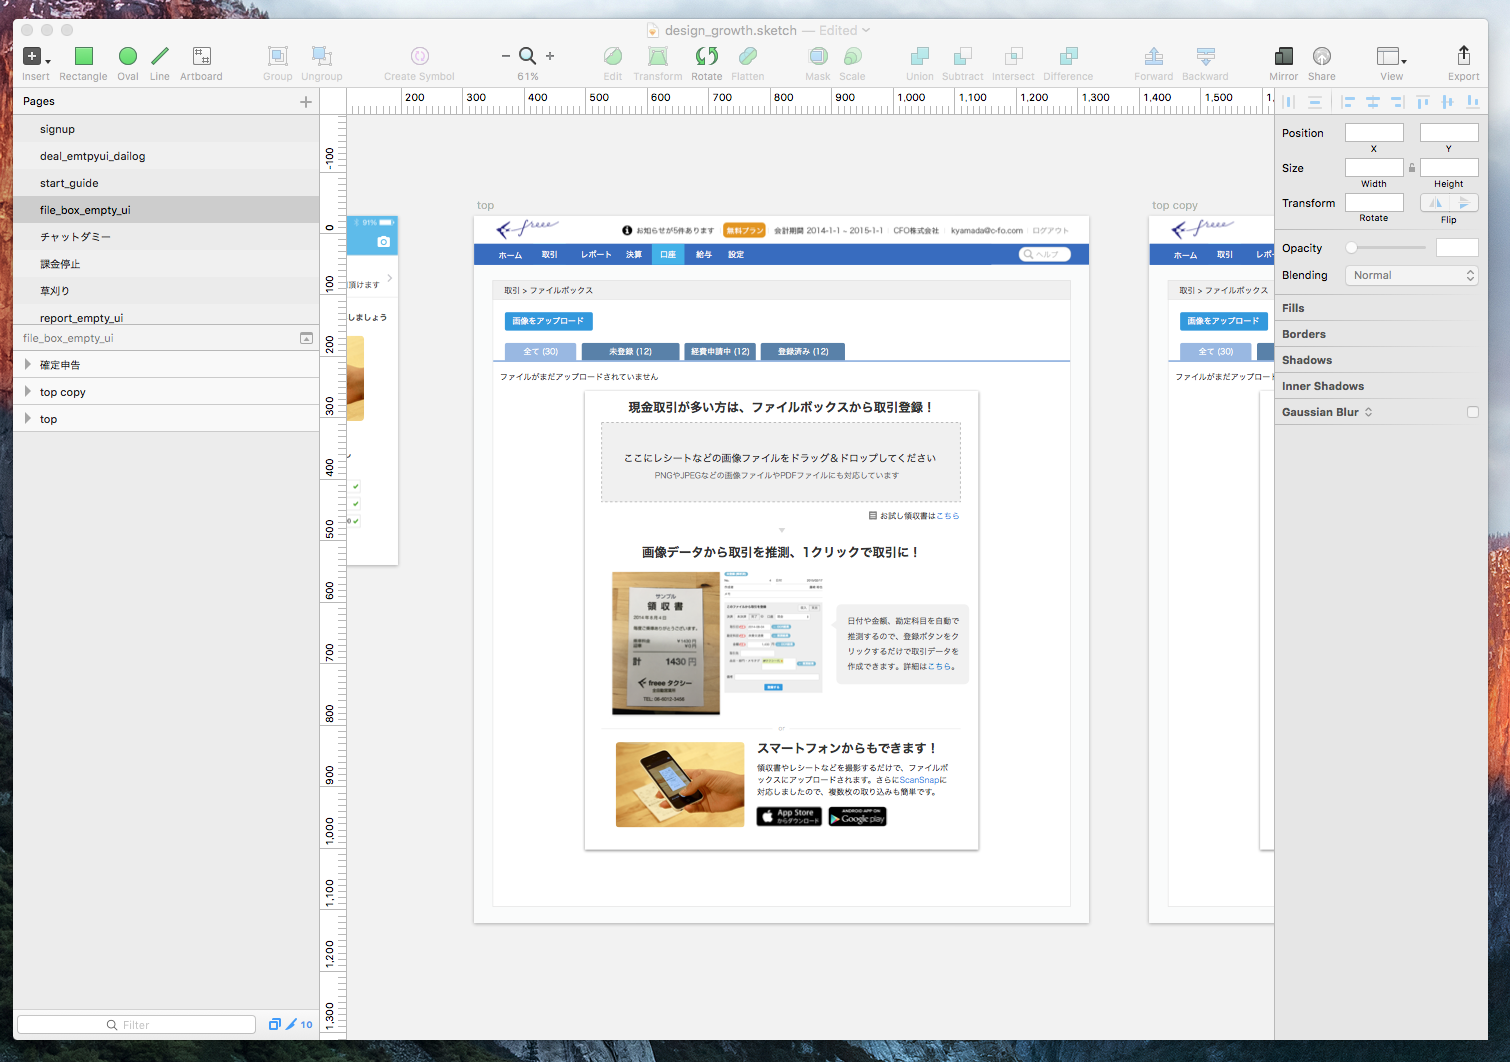 design_growth.sketch — Edited
Insert
Rectangle
Oval
Line
Artboard
Group
Ungroup
Create Symbol
61%
Edit
Transform
Rotate
Flatten
Mask
Scale
Union
Subtract
Intersect
Difference
Forward
Backward
Mirror
Share
View
Export
Pages
signup
deal_emtpyui_dailog
start_guide
file_box_empty_ui
チャットダミー
課金停止
草刈り
report_empty_ui
file_box_empty_ui
確定申告
top copy
top
Filter
10
200 300 400 500 600 700 800 900 1,000 1,100 1,200 1,300 1,400 1,500
-100
0
100
200
300
400
500
600
700
800
900
1,000
1,100
1,200
1,300
91%
頂けます
しましょう
top
freee
お知らせが5件あります
無料プラン
会計期間 2014-1-1 ~ 2015-1-1
CFO株式会社
kyamada@c-fo.com
ログアウト
ホーム 取引 レポート 決算 口座 給与 設定
ヘルプ
取引 > ファイルボックス
画像をアップロード
全て (30)
未登録 (12)
経費申請中 (12)
登録済み (12)
ファイルがまだアップロードされていません
現金取引が多い方は、ファイルボックスから取引登録！
ここにレシートなどの画像ファイルをドラッグ＆ドロップしてください
PNGやJPEGなどの画像ファイルやPDFファイルにも対応しています
お試し領収書はこちら
画像データから取引を推測、1クリックで取引に！
サンプル
領 収 書
2014 年 8 月 4 日
計 1430 円
freee タクシー
日付や金額、勘定科目を自動で
推測するので、登録ボタンをク
リックするだけで取引データを
作成できます。詳細はこちら。
or
スマートフォンからもできます！
領収書やレシートなどを撮影するだけで、ファイルボ
ックスにアップロードされます。さらにScanSnapに
対応しましたので、複数枚の取り込みも簡単です。
App Store
からダウンロード
ANDROID APP ON
Google play
top copy
freee
ホーム 取引 レポ
取引 > ファイルボックス
画像をアップロード
全て (30)
ファイルがまだアップロード
Position
X
Y
Size
Width
Height
Transform
Rotate
Flip
Opacity
Blending
Normal
Fills
Borders
Shadows
Inner Shadows
Gaussian Blur